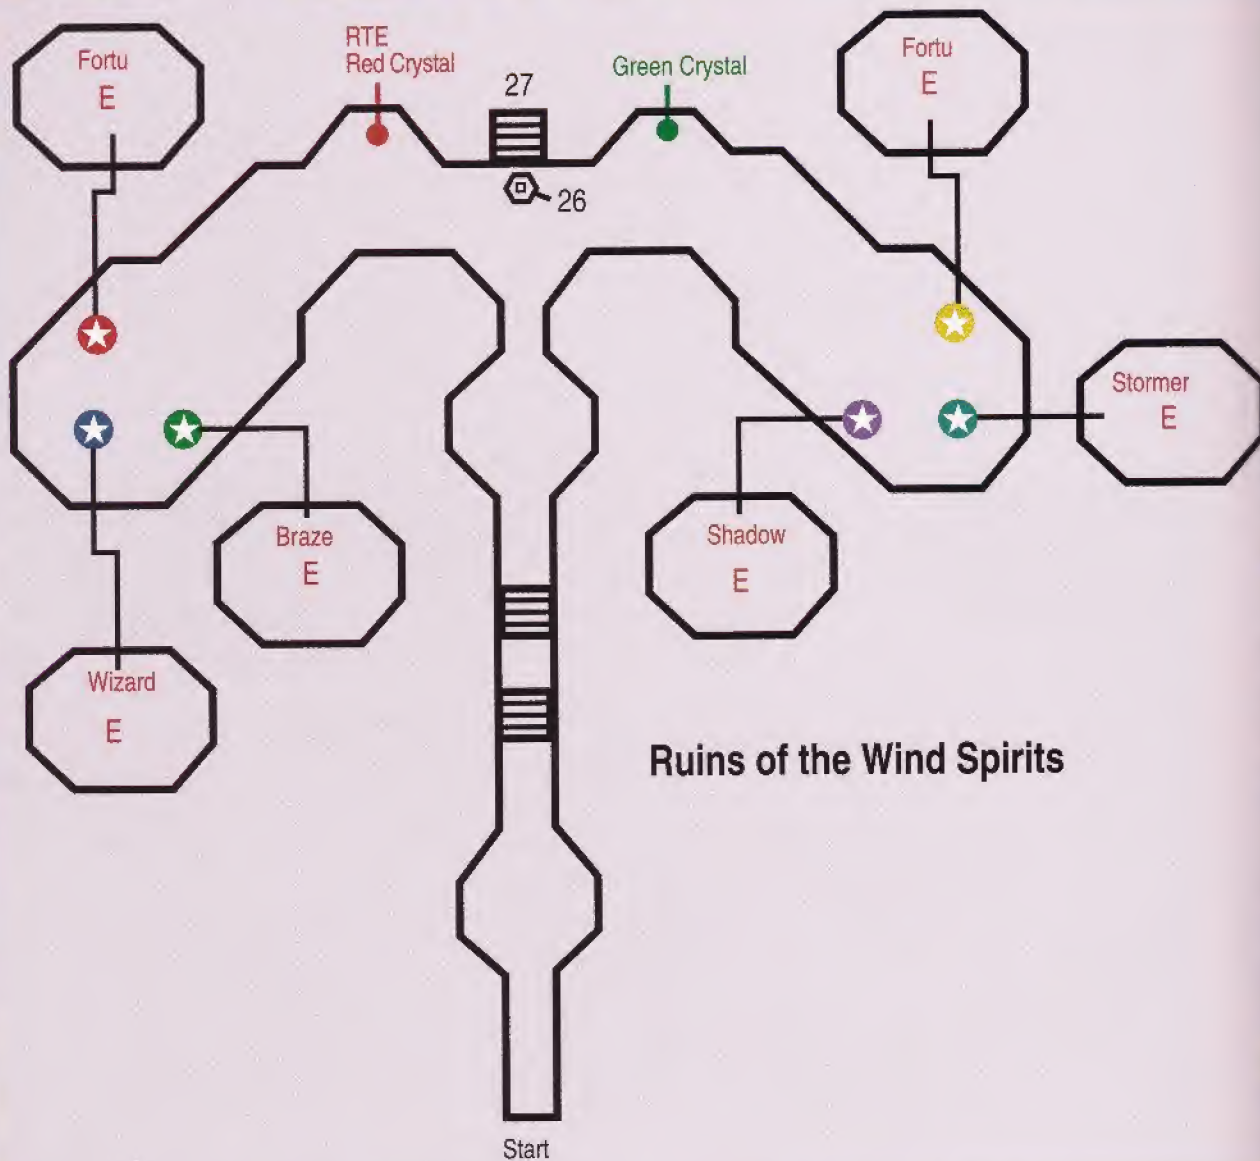 Fortu
E
RTE
Red Crystal
27
Green Crystal
Fortu
E
26
Stormer
E
Braze
E
Shadow
E
Wizard
E
Ruins of the Wind Spirits
Start